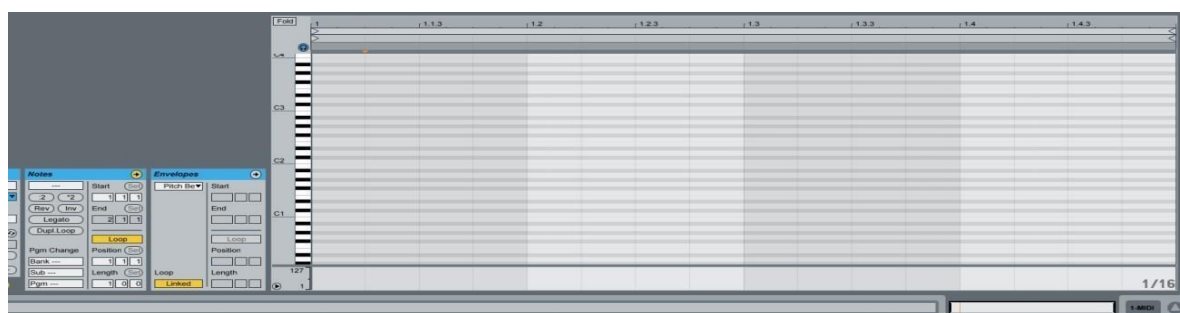 Fold 1 1.1.3 1.2 1.2.3 1.3 1.3.3 1.4 1.4.3
C3
C2
C1
127
1
1/16
Notes
---
Start Set
:2 *2
1 1 1
Rev Inv
End Set
Legato
2 1 1
Dupl.Loop
Loop
Pgm Change
Position Set
Bank ---
1 1 1
Sub ---
Length Set
Pgm ---
1 0 0
Envelopes
Pitch Be
Start
End
Loop
Position
Loop
Length
Linked
1-MIDI